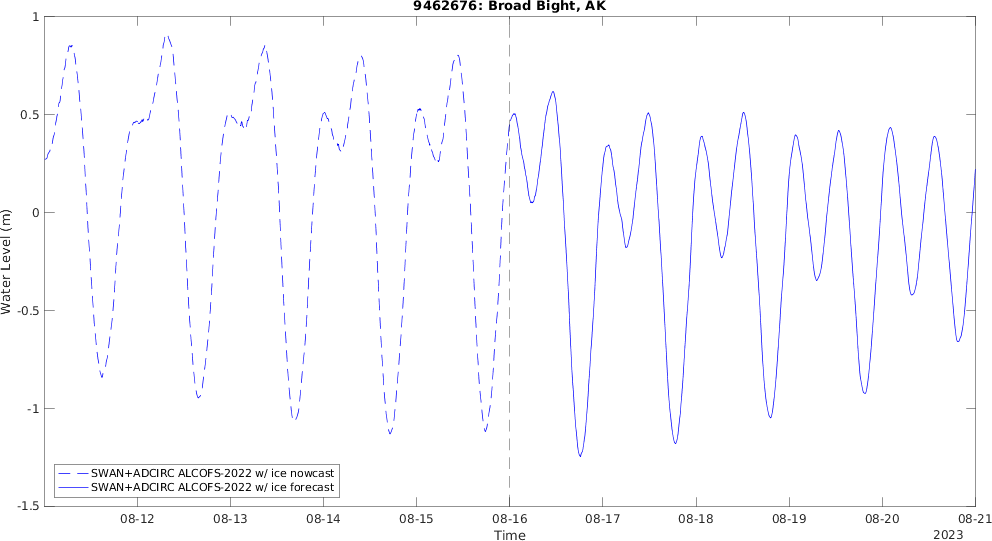 9462676: Broad Bight, AK
Water Level (m)
1
0.5
0
-0.5
-1
-1.5
SWAN+ADCIRC ALCOFS-2022 w/ ice nowcast
SWAN+ADCIRC ALCOFS-2022 w/ ice forecast
08-12 08-13 08-14 08-15 08-16 08-17 08-18 08-19 08-20 08-21
Time
2023